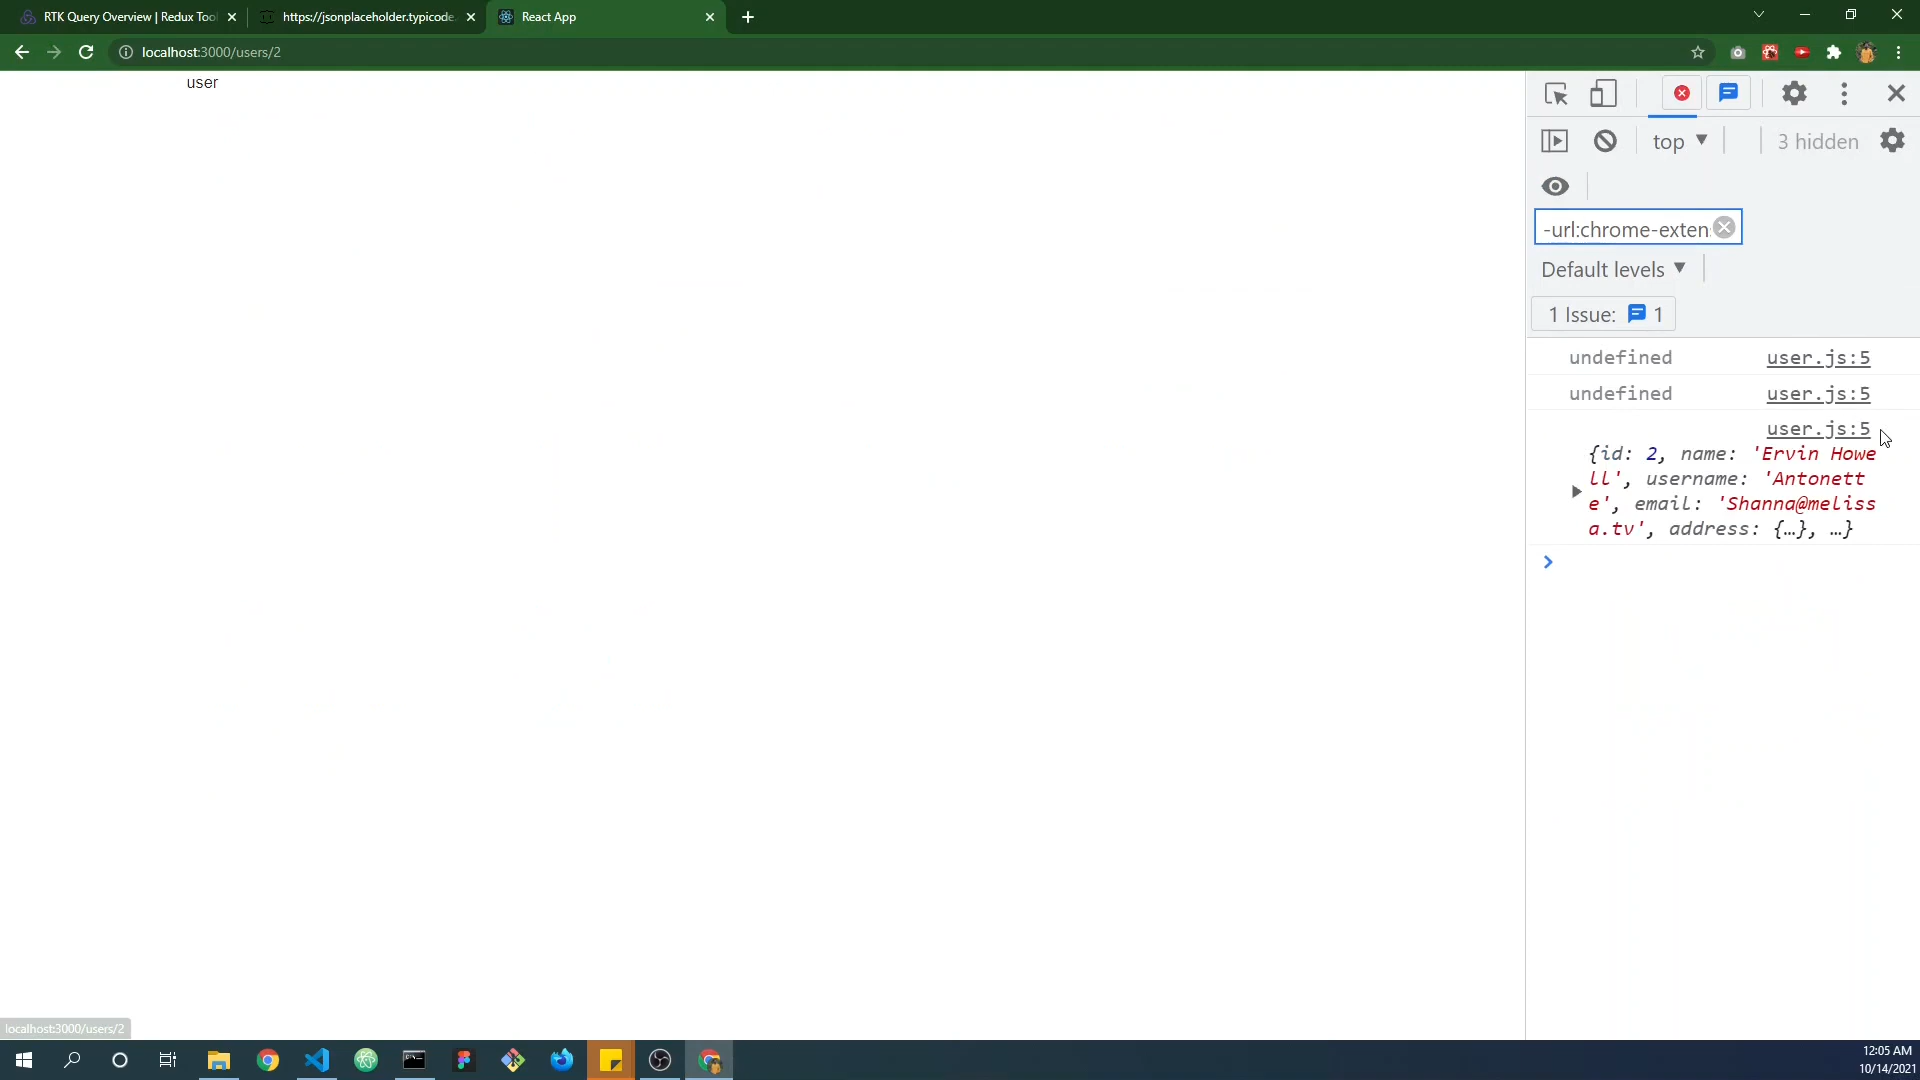 RTK Query Overview | Redux Tool
https://jsonplaceholder.typicode.
React App
localhost:3000/users/2
user
top
3 hidden
-url:chrome-exten
Default levels
1 Issue: 1
undefined user.js:5
undefined user.js:5
user.js:5
{id: 2, name: 'Ervin Howe
ll', username: 'Antonett
e', email: 'Shanna@meliss
a.tv', address: {…}, …}
localhost:3000/users/2
12:05 AM
10/14/2021